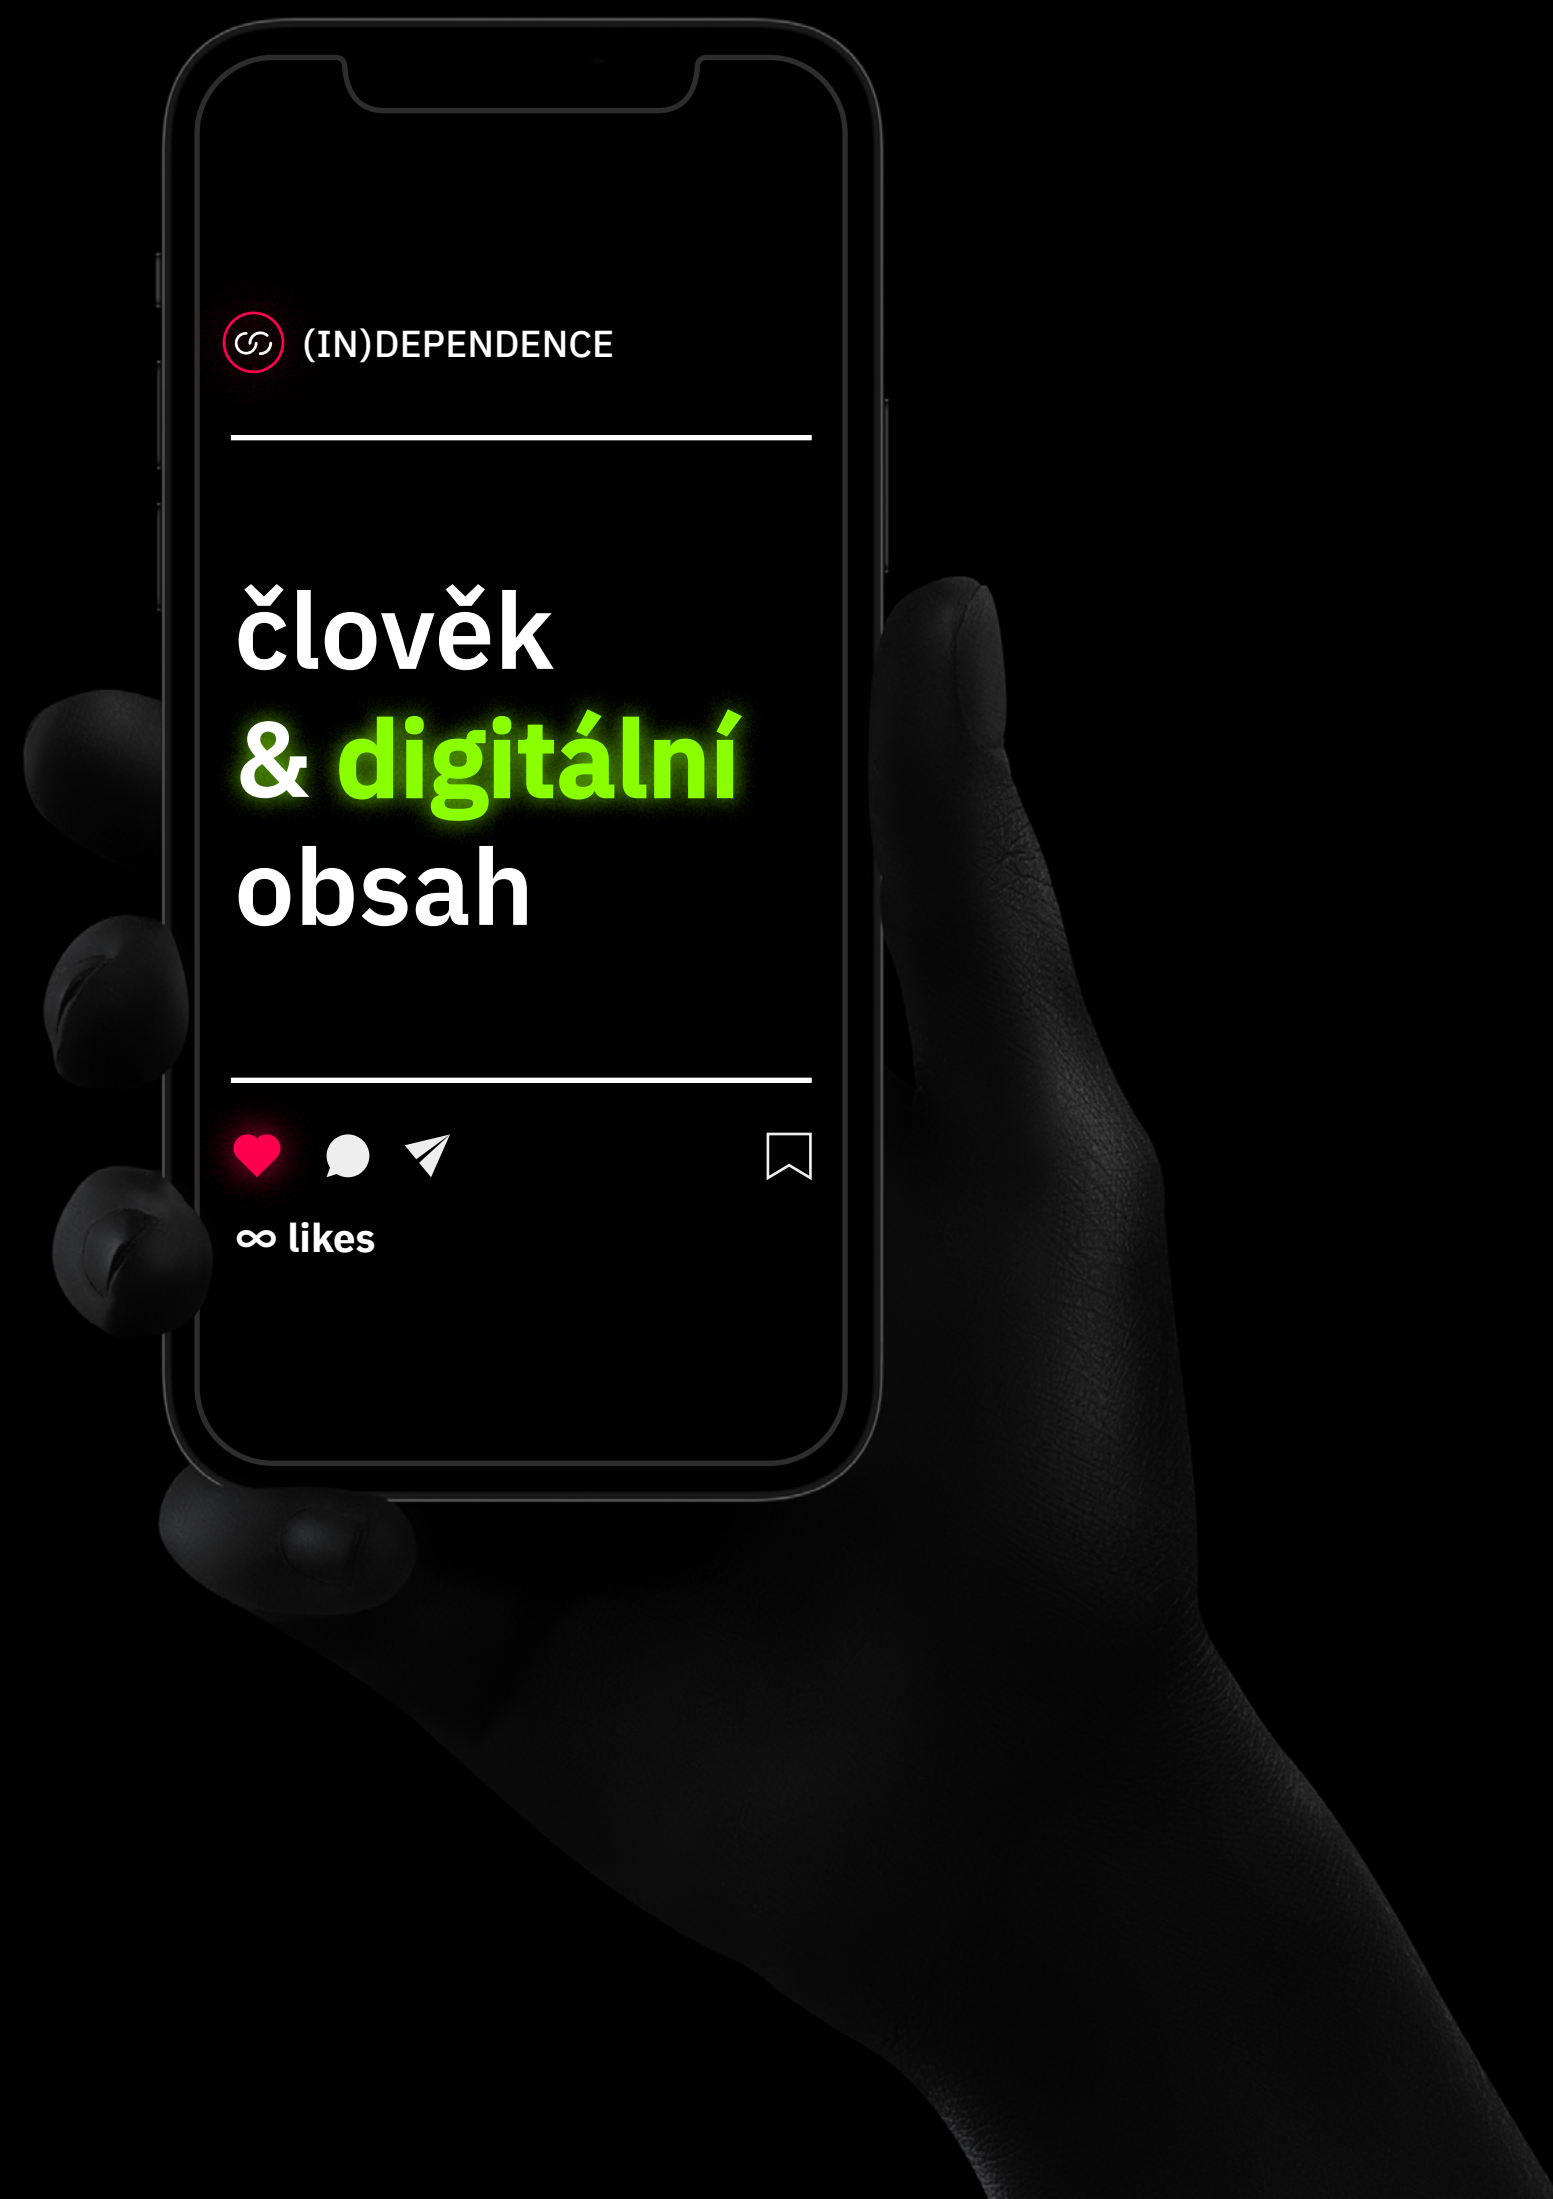 (IN)DEPENDENCE
člověk
& digitální
obsah
∞ likes